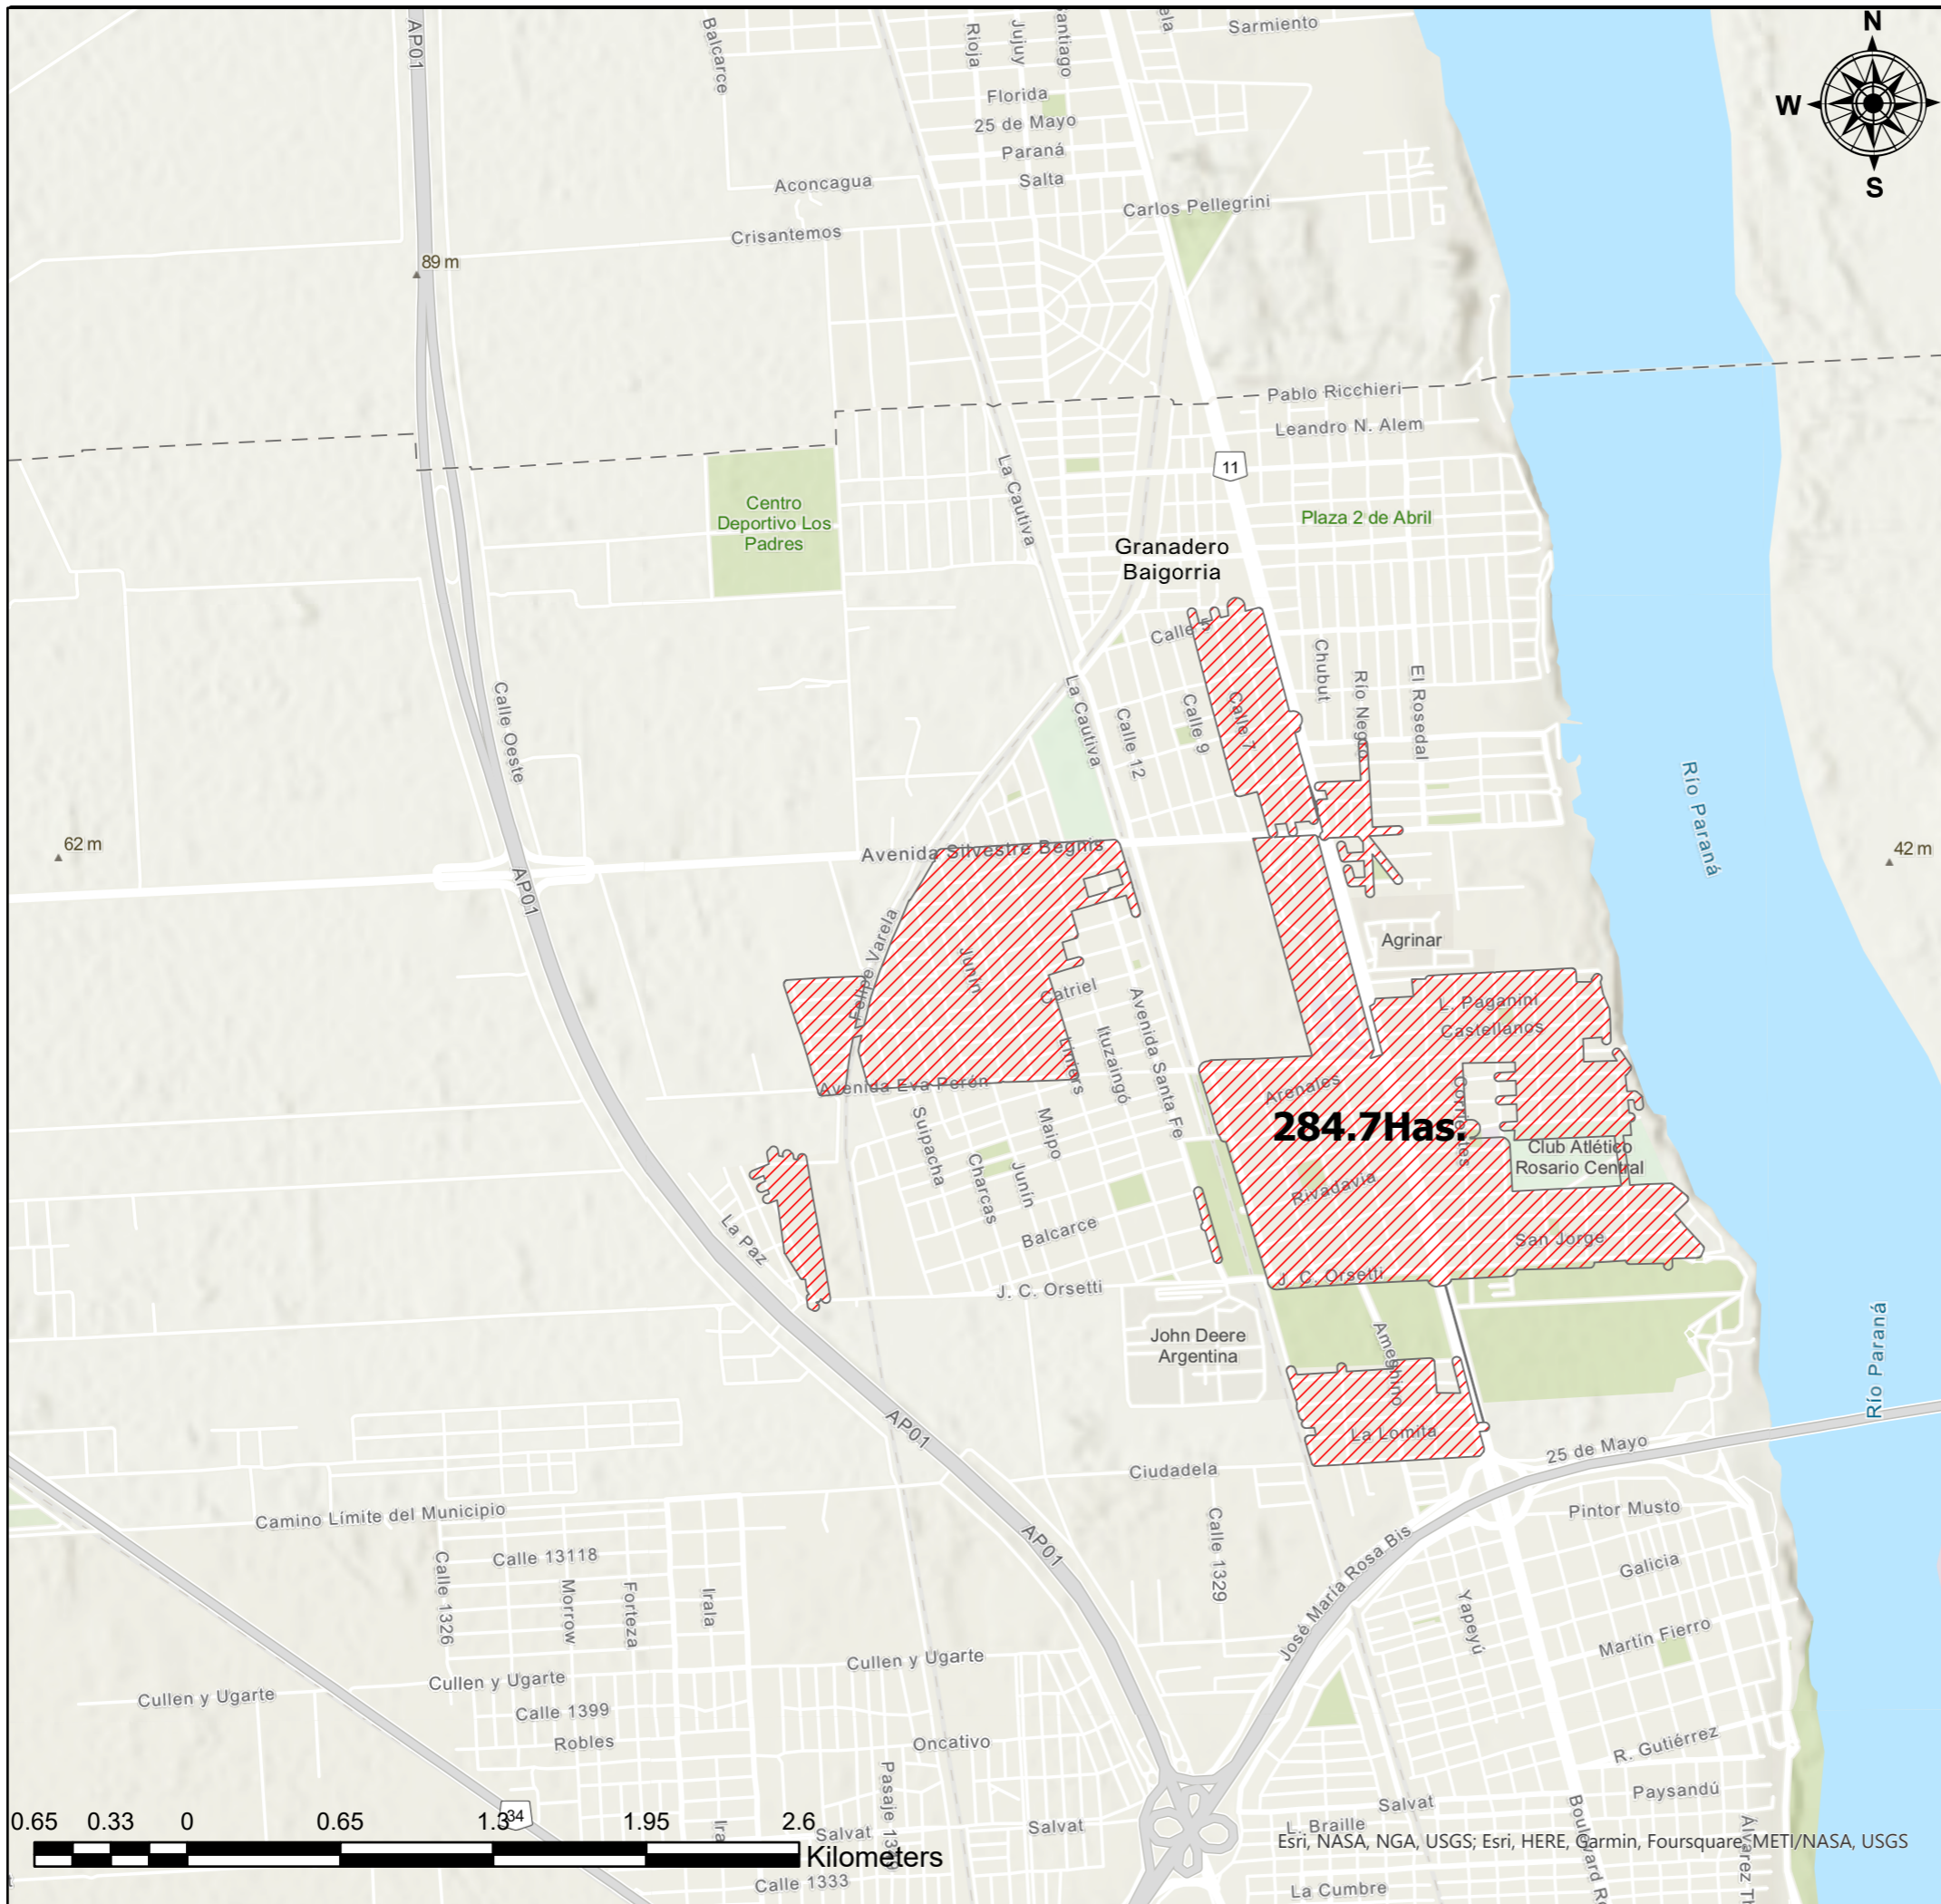 AP01
Balcarce
Rioja
Jujuy
Sarmiento
N
W
S
Florida
25 de Mayo
Paraná
Salta
Aconcagua
Carlos Pellegrini
Crisantemos
89 m
Pablo Ricchieri
Leandro N. Alem
11
La Cautiva
Centro
Deportivo Los
Padres
Plaza 2 de Abril
Granadero
Baigorria
Calle 5
Chubut
Río Negro
El Rosedal
Calle Oeste
La Cautiva
Calle 12
Calle 9
Calle 7
Río Paraná
62 m
42 m
Avenida Silvestre Begnis
AP01
Felipe Varela
Junín
Agrinar
Catriel
L. Paganini
Castellanos
Avenida Santa Fe
Ituzaingó
Liniers
Avenida Eva Perón
Arenales
Corrientes
284.7Has.
Suipacha
Maipo
Charcas
Junín
Club Atlético
Rosario Central
Rivadavia
La Paz
Balcarce
San Jorge
J. C. Orsetti
J. C. Orsetti
John Deere
Argentina
Ameghino
Río Paraná
AP01
La Lomita
25 de Mayo
Ciudadela
Camino Límite del Municipio
Pintor Musto
AP01
Calle 1329
José María Rosa Bis
Calle 13118
Calle 1326
Morrow
Forteza
Irala
Galicia
Yapeyú
Martín Fierro
Cullen y Ugarte
Cullen y Ugarte
Cullen y Ugarte
Calle 1399
Robles
Oncativo
R. Gutiérrez
Paysandú
34
Salvat
Salvat
Salvat
L. Braille
0.65 0.33 0 0.65 1.3 1.95 2.6
Kilometers
Esri, NASA, NGA, USGS; Esri, HERE, Garmin, Foursquare, METI/NASA, USGS
Calle 1333
La Cumbre